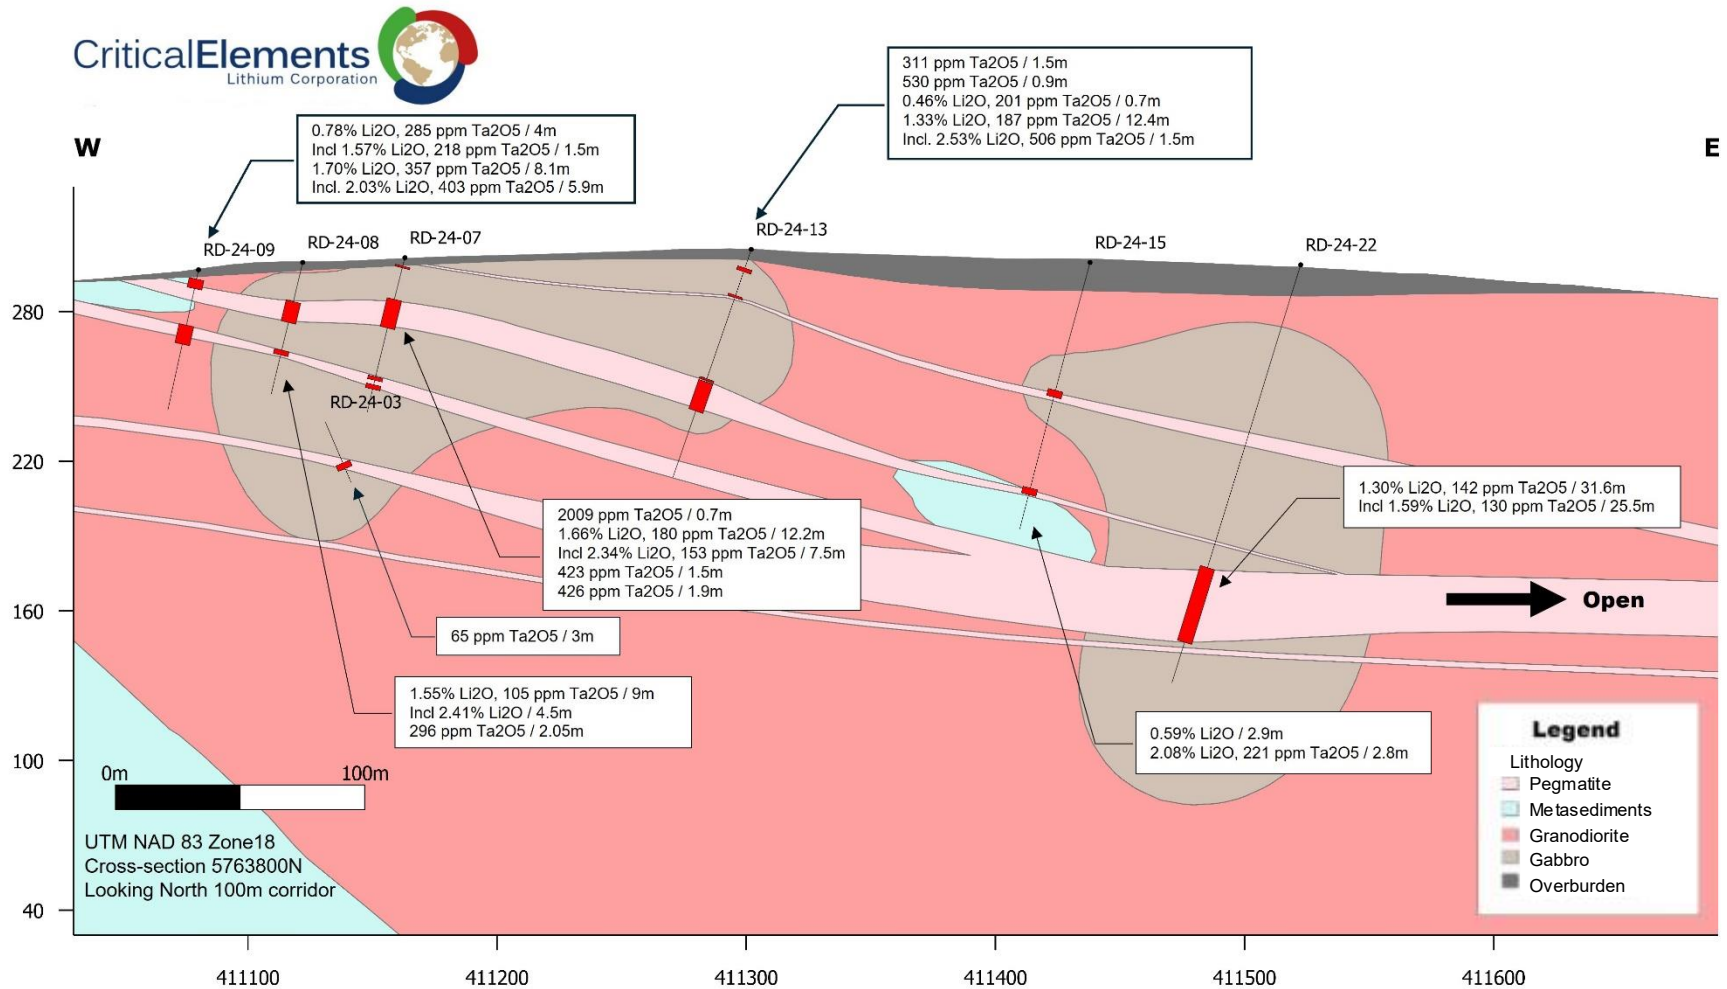 CriticalElements
Lithium Corporation
W
E
0.78% Li2O, 285 ppm Ta2O5 / 4m
Incl 1.57% Li2O, 218 ppm Ta2O5 / 1.5m
1.70% Li2O, 357 ppm Ta2O5 / 8.1m
Incl. 2.03% Li2O, 403 ppm Ta2O5 / 5.9m
311 ppm Ta2O5 / 1.5m
530 ppm Ta2O5 / 0.9m
0.46% Li2O, 201 ppm Ta2O5 / 0.7m
1.33% Li2O, 187 ppm Ta2O5 / 12.4m
Incl. 2.53% Li2O, 506 ppm Ta2O5 / 1.5m
RD-24-09
RD-24-08
RD-24-07
RD-24-13
RD-24-15
RD-24-22
RD-24-03
280
220
160
100
40
2009 ppm Ta2O5 / 0.7m
1.66% Li2O, 180 ppm Ta2O5 / 12.2m
Incl 2.34% Li2O, 153 ppm Ta2O5 / 7.5m
423 ppm Ta2O5 / 1.5m
426 ppm Ta2O5 / 1.9m
1.30% Li2O, 142 ppm Ta2O5 / 31.6m
Incl 1.59% Li2O, 130 ppm Ta2O5 / 25.5m
Open
65 ppm Ta2O5 / 3m
1.55% Li2O, 105 ppm Ta2O5 / 9m
Incl 2.41% Li2O / 4.5m
296 ppm Ta2O5 / 2.05m
0.59% Li2O / 2.9m
2.08% Li2O, 221 ppm Ta2O5 / 2.8m
Legend
Lithology
Pegmatite
Metasediments
Granodiorite
Gabbro
Overburden
0m
100m
UTM NAD 83 Zone18
Cross-section 5763800N
Looking North 100m corridor
411100
411200
411300
411400
411500
411600